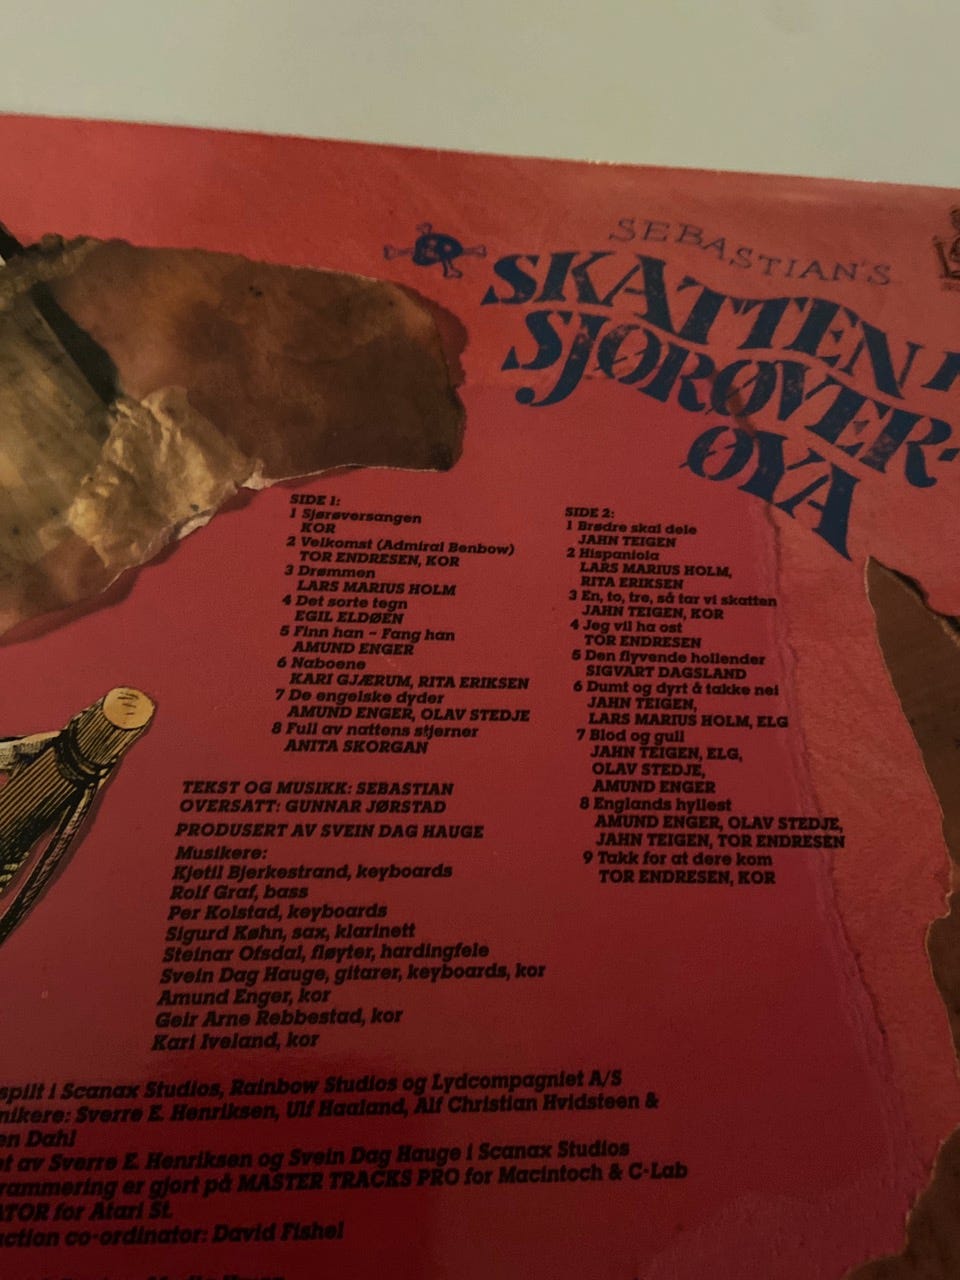 SEBASTIAN'S
SKATTEN
SJØRØVER-
ØYA
SIDE 1:
1 Sjørøversangen
KOR
2 Velkomst (Admiral Benbow)
TOR ENDRESEN, KOR
3 Drømmen
LARS MARIUS HOLM
4 Det sorte tegn
EGIL ELDØEN
5 Finn han – Fang han
AMUND ENGER
6 Naboene
KARI GJÆRUM, RITA ERIKSEN
7 De engelske dyder
AMUND ENGER, OLAV STEDJE
8 Full av nattens stjerner
ANITA SKORGAN
SIDE 2:
1 Brødre skal dele
JAHN TEIGEN
2 Hispaniola
LARS MARIUS HOLM,
RITA ERIKSEN
3 En, to, tre, så tar vi skatten
JAHN TEIGEN, KOR
4 Jeg vil ha ost
TOR ENDRESEN
5 Den flyvende hollender
SIGVART DAGSLAND
6 Dumt og dyrt å takke nei
JAHN TEIGEN,
LARS MARIUS HOLM, ELG
7 Blod og gull
JAHN TEIGEN, ELG,
OLAV STEDJE,
AMUND ENGER
8 Englands hyllest
AMUND ENGER, OLAV STEDJE,
JAHN TEIGEN, TOR ENDRESEN
9 Takk for at dere kom
TOR ENDRESEN, KOR
TEKST OG MUSIKK: SEBASTIAN
OVERSATT: GUNNAR JØRSTAD
PRODUSERT AV SVEIN DAG HAUGE
Musikere:
Kjetil Bjerkestrand, keyboards
Rolf Graf, bass
Per Kolstad, keyboards
Sigurd Køhn, sax, klarinett
Steinar Ofsdal, fløyter, hardingfele
Svein Dag Hauge, gitarer, keyboards, kor
Amund Enger, kor
Geir Arne Rebbestad, kor
Kari Iveland, kor
spilt i Scanax Studios, Rainbow Studios og Lydcompagniet A/S
nikere: Sverre E. Henriksen, Ulf Haaland, Alf Christian Hvidsteen &
en Dahl
et av Sverre E. Henriksen og Svein Dag Hauge i Scanax Studios
rammering er gjort på MASTER TRACKS PRO for Macintoch & C-Lab
ATOR for Atari St.
uction co-ordinator: David Fishel